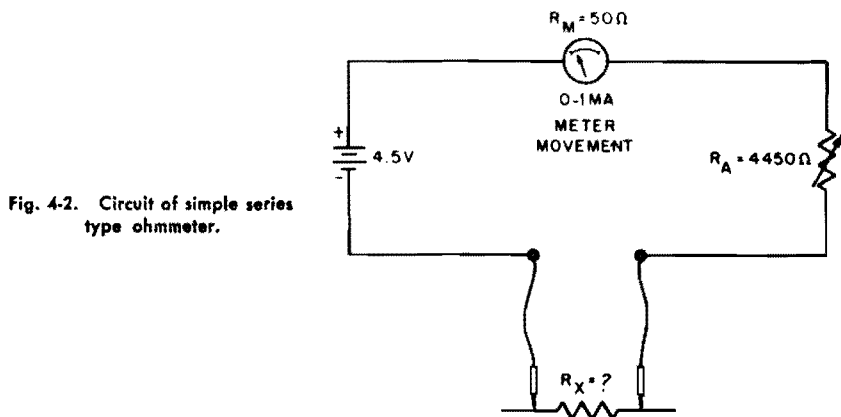 R_M = 50Ω
0-1MA
METER
MOVEMENT
+
4.5V
-
R_A = 4450Ω
Fig. 4-2. Circuit of simple series
type ohmmeter.
R_X = ?